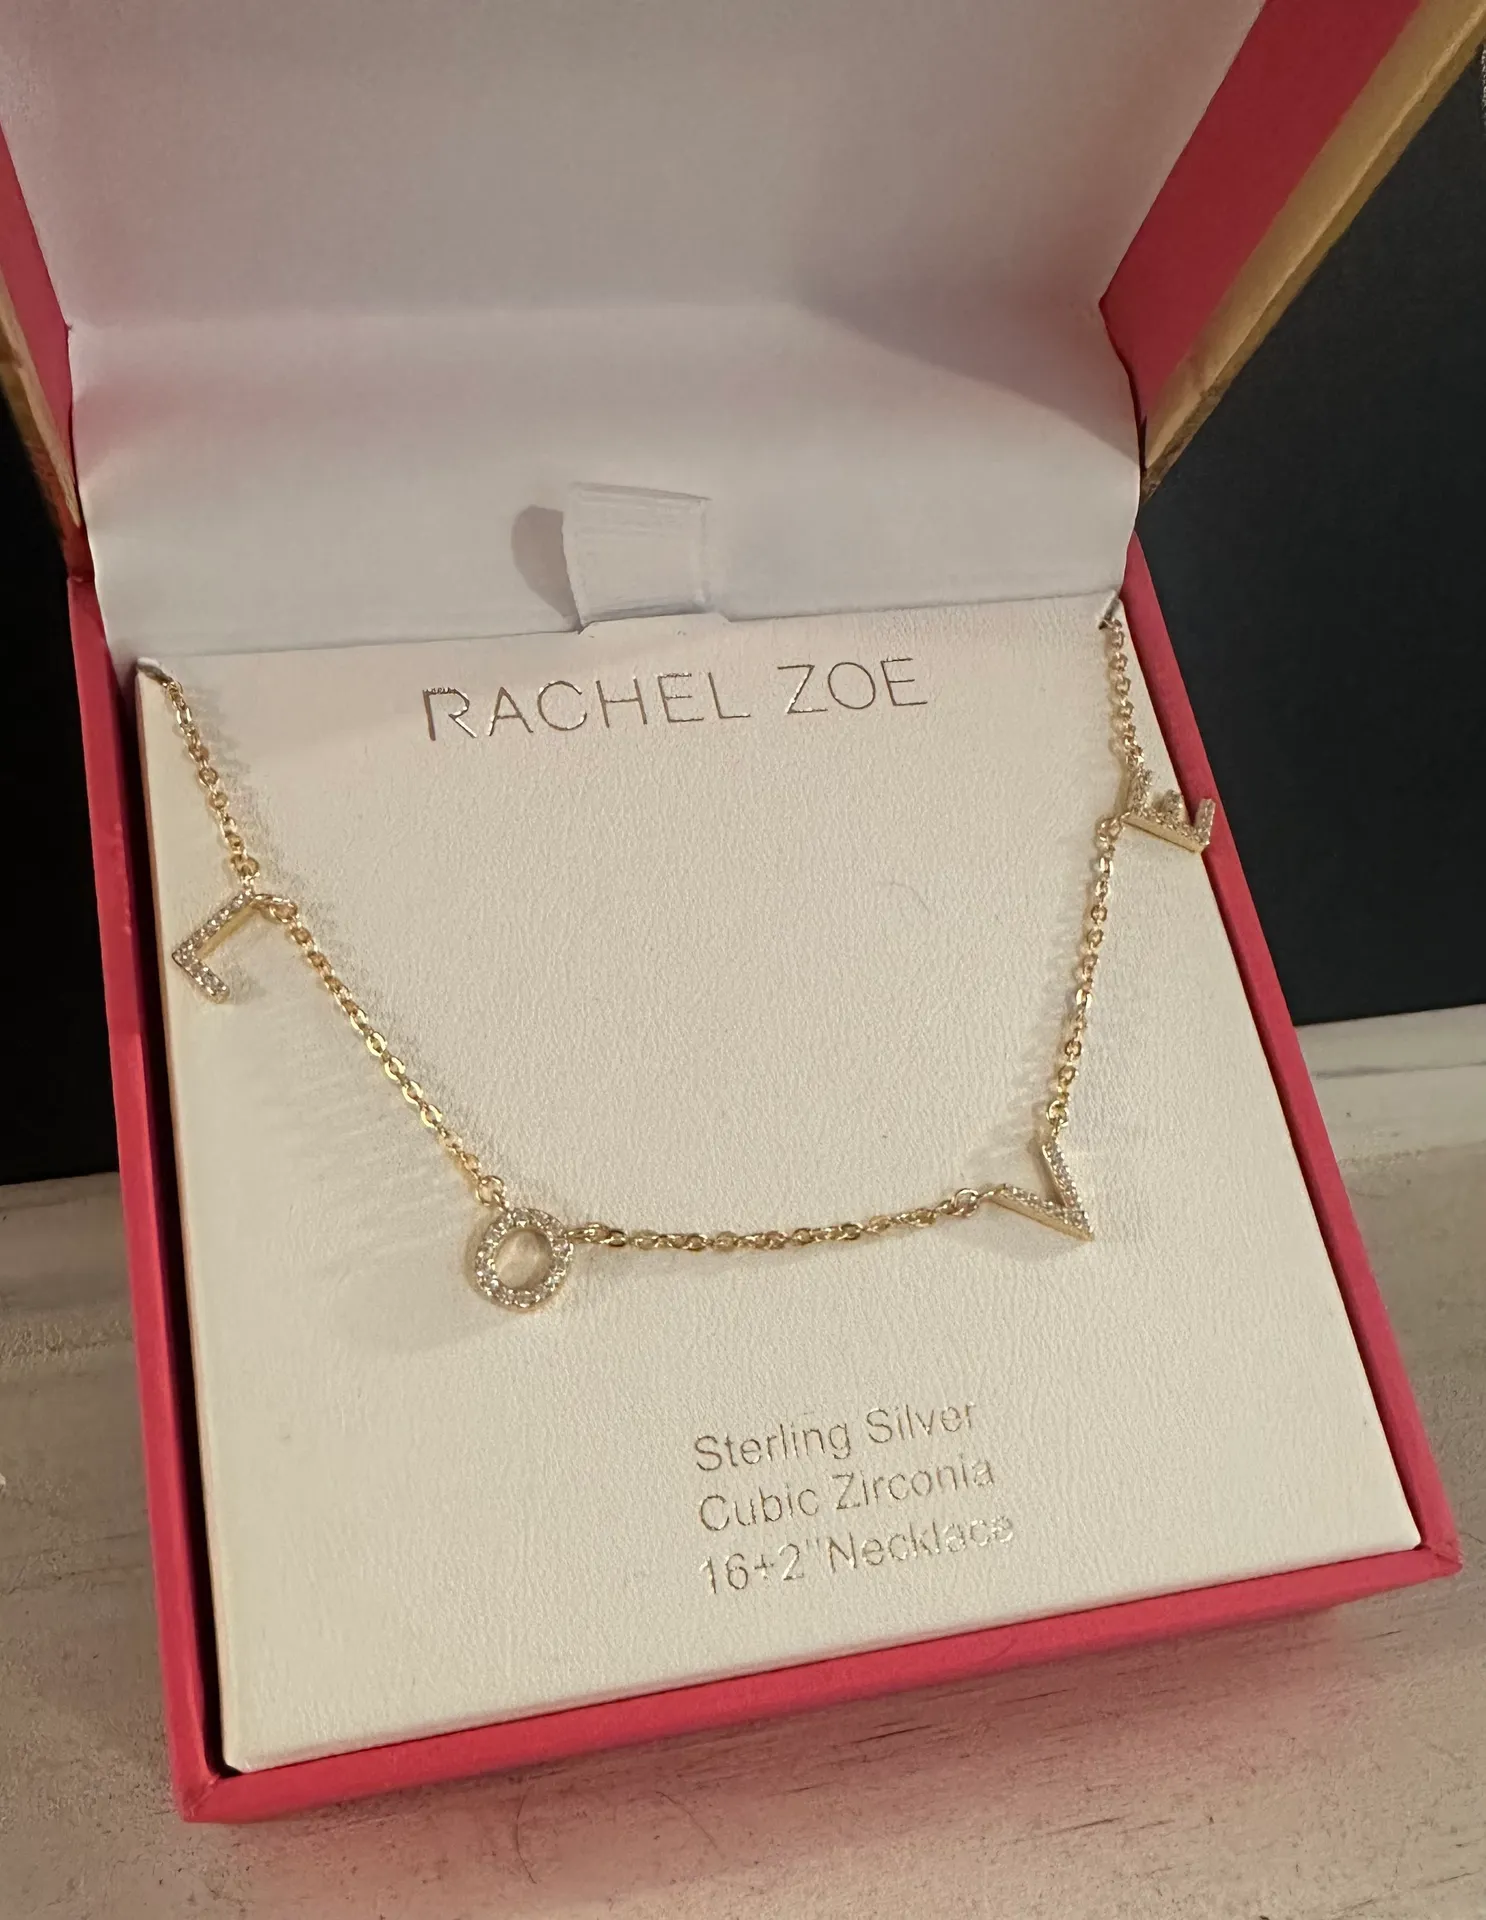 RACHEL ZOE
L O V E
Sterling Silver
Cubic Zirconia
16+2"Necklace